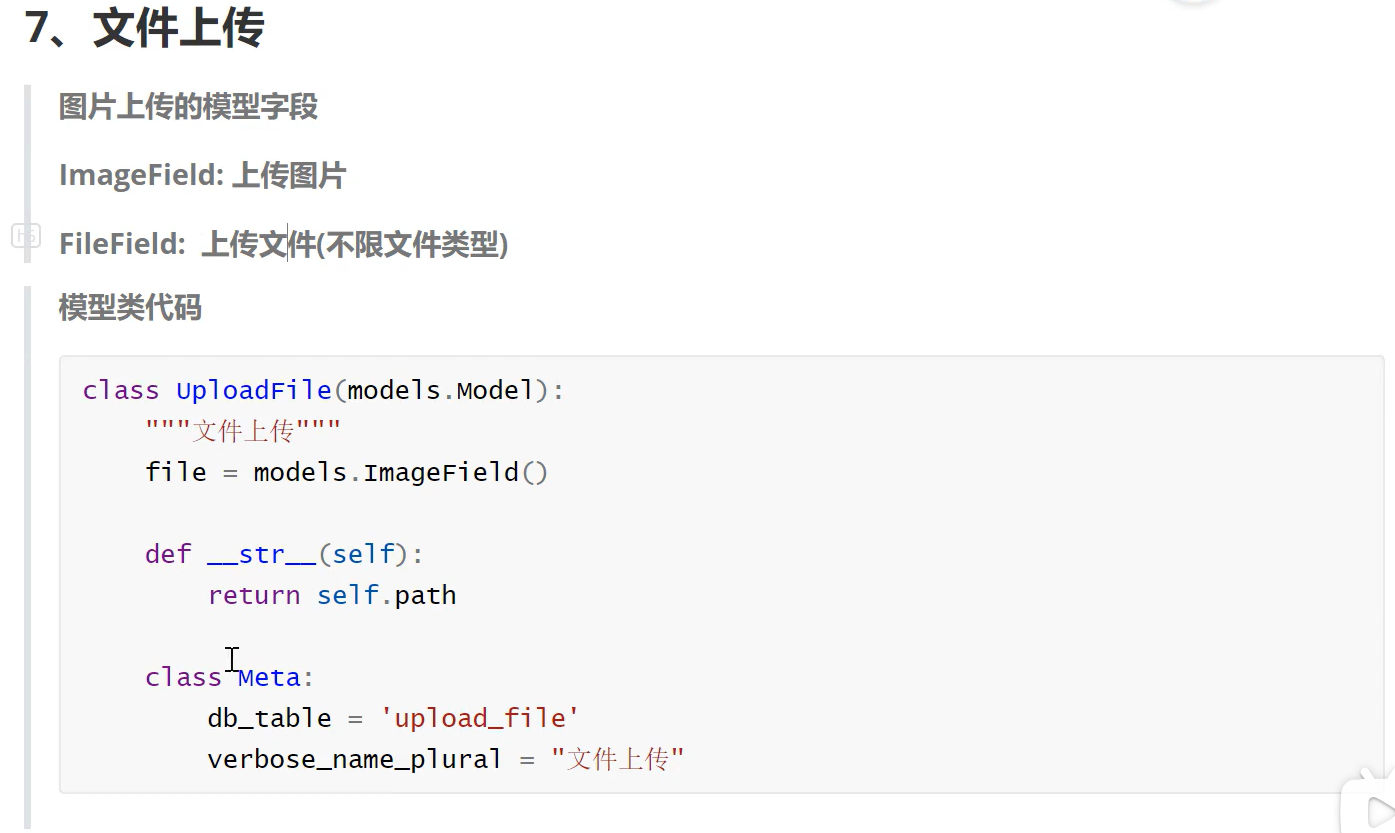 7、文件上传
图片上传的模型字段
ImageField: 上传图片
H5
FileField: 上传文件(不限文件类型)
模型类代码
class UploadFile(models.Model):
    """文件上传"""
    file = models.ImageField()
    def __str__(self):
        return self.path
    class Meta:
        db_table = 'upload_file'
        verbose_name_plural = "文件上传"